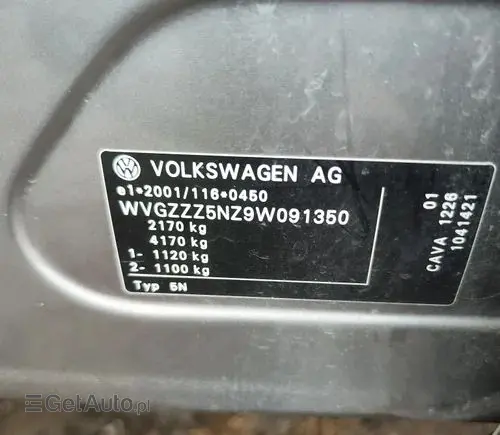 VOLKSWAGEN AG
e1*2001/116*0450
WVGZZZ5NZ9W091350
2170 kg
4170 kg
1- 1120 kg
2- 1100 kg
Typ 5N
01
CAVA 1226
1041421
GetAuto.pl